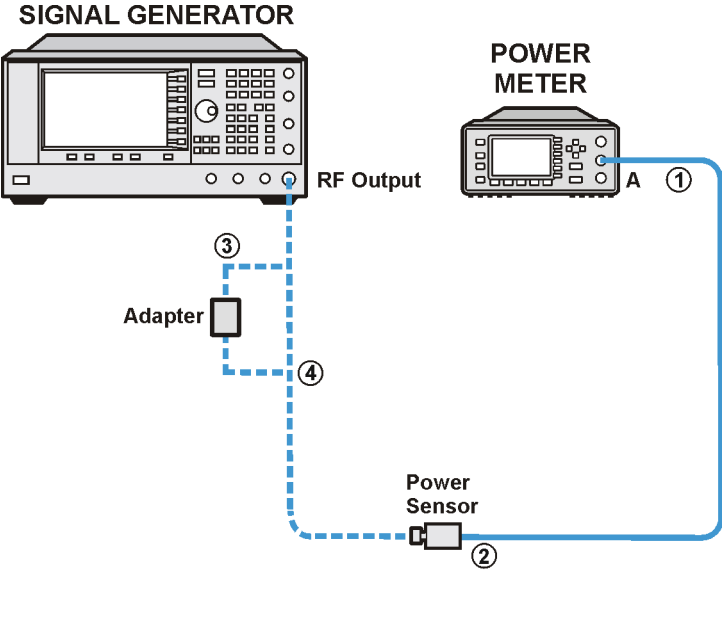 SIGNAL GENERATOR
POWER
METER
RF Output
A
1
3
Adapter
4
Power
Sensor
2